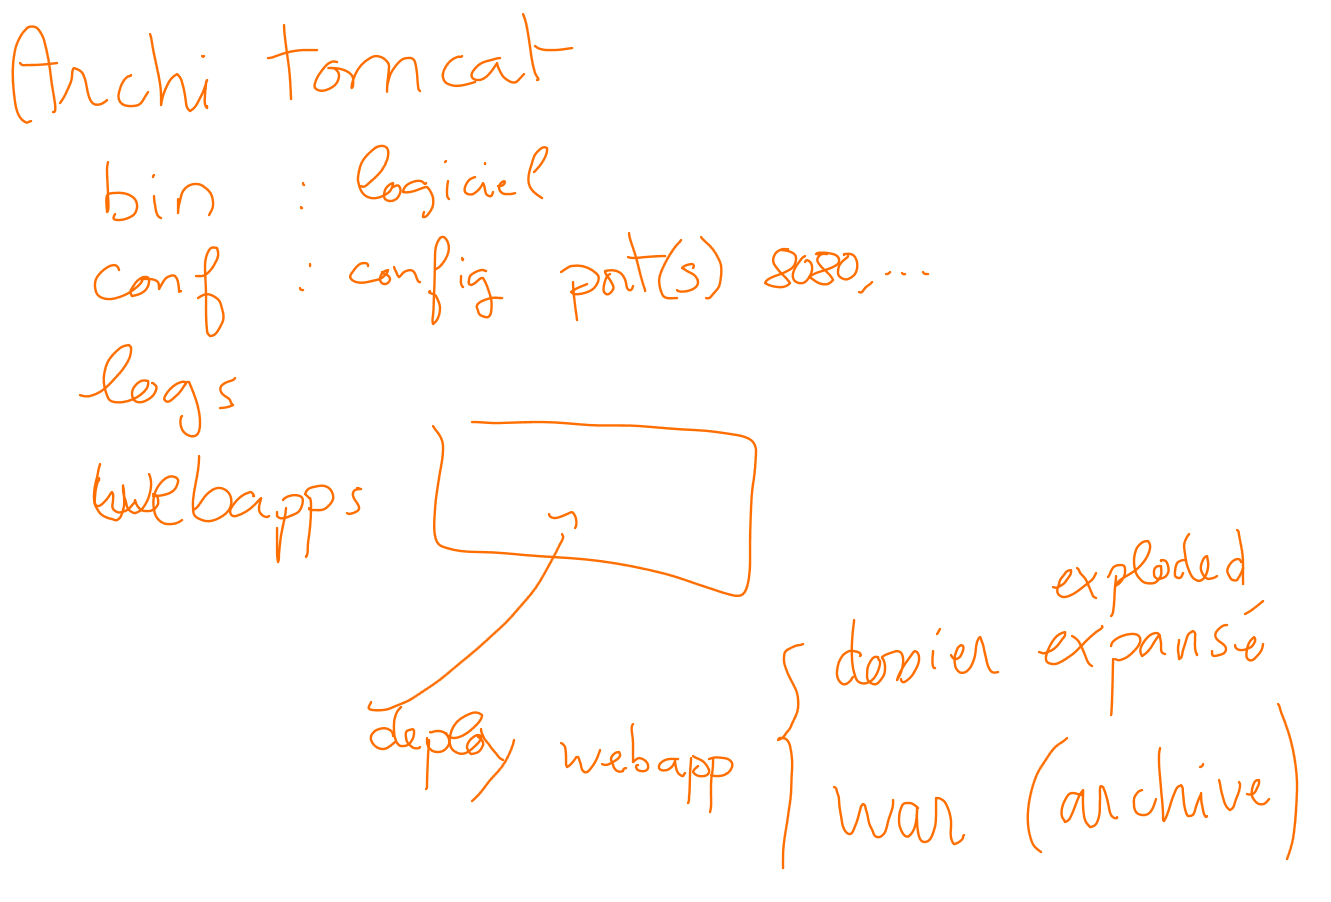 Archi tomcat
bin : logiciel
conf : config port(s) 8080, ...
logs
webapps
exploded
dossier expansé
deploy webapp
war (archive)